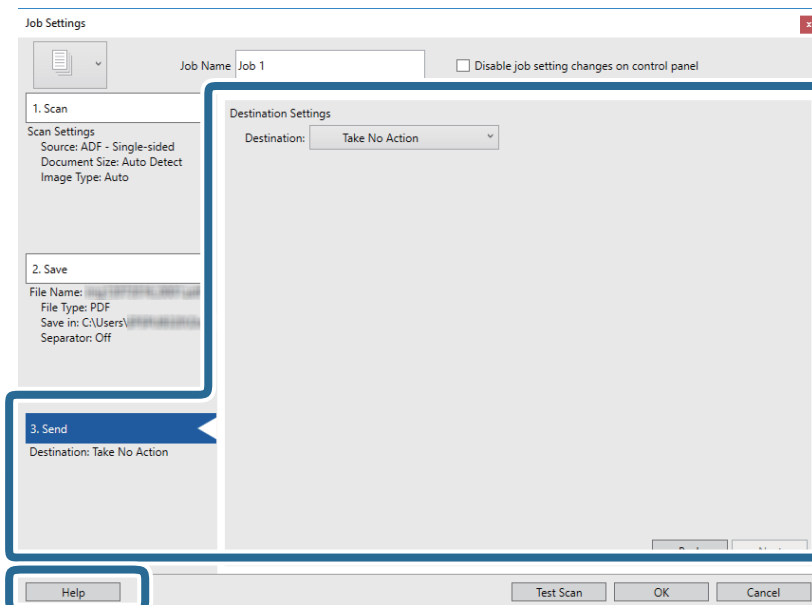 Job Settings
x
Job Name Job 1
Disable job setting changes on control panel
1. Scan
Scan Settings
Source: ADF - Single-sided
Document Size: Auto Detect
Image Type: Auto
2. Save
File Name:
File Type: PDF
Save in: C:\Users\
Separator: Off
3. Send
Destination: Take No Action
Destination Settings
Destination: Take No Action
Help
Test Scan
OK
Cancel